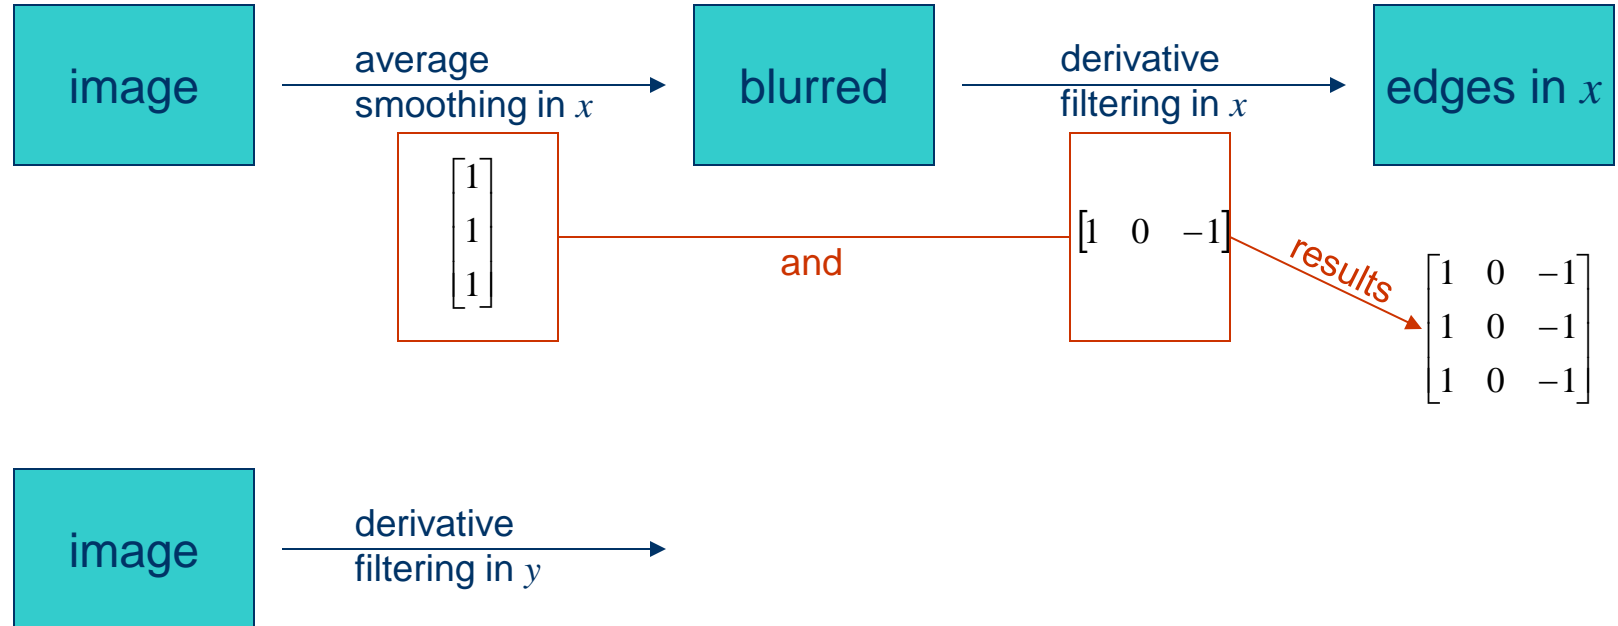 image
average
smoothing in x
blurred
derivative
filtering in x
edges in x
[1
1
1]
and
[1 0 −1]
results
[1 0 −1
1 0 −1
1 0 −1]
image
derivative
filtering in y